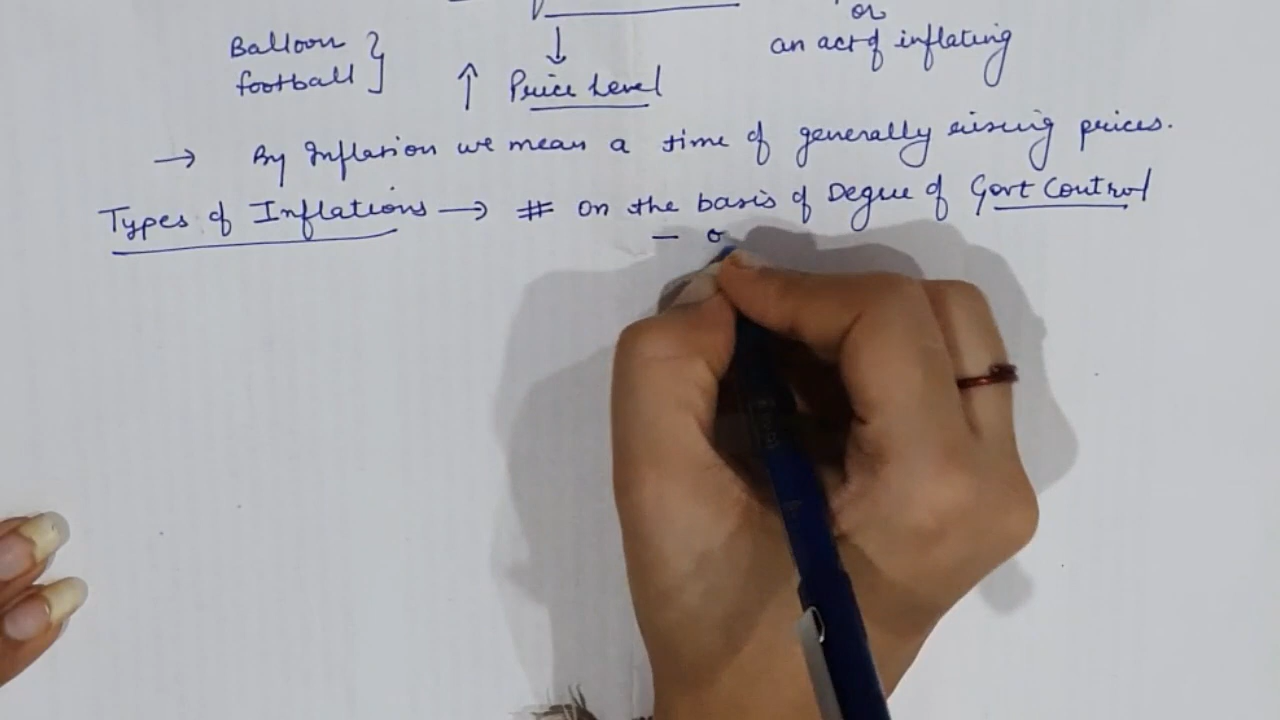 or
Balloon } an act of inflating
football
↓
↑ Price Level
→ By Inflation we mean a time of generally rising prices.
Types of Inflations → # On the basis of Degree of Govt Control
— o